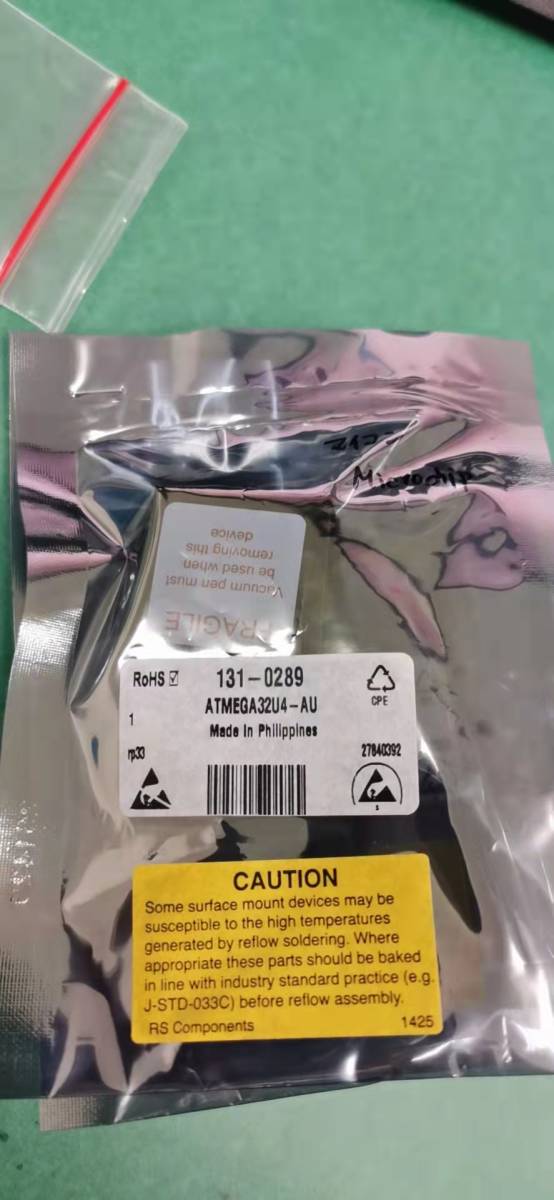 Microchip
FRAGILE
Vacuum pen must
be used when
removing this
device
RoHS ☑ 131-0289
ATMEGA32U4-AU
CPE
1
Made In Philippines
rp33
27840392
s
CAUTION
Some surface mount devices may be
susceptible to the high temperatures
generated by reflow soldering. Where
appropriate these parts should be baked
in line with industry standard practice (e.g.
J-STD-033C) before reflow assembly.
RS Components 1425